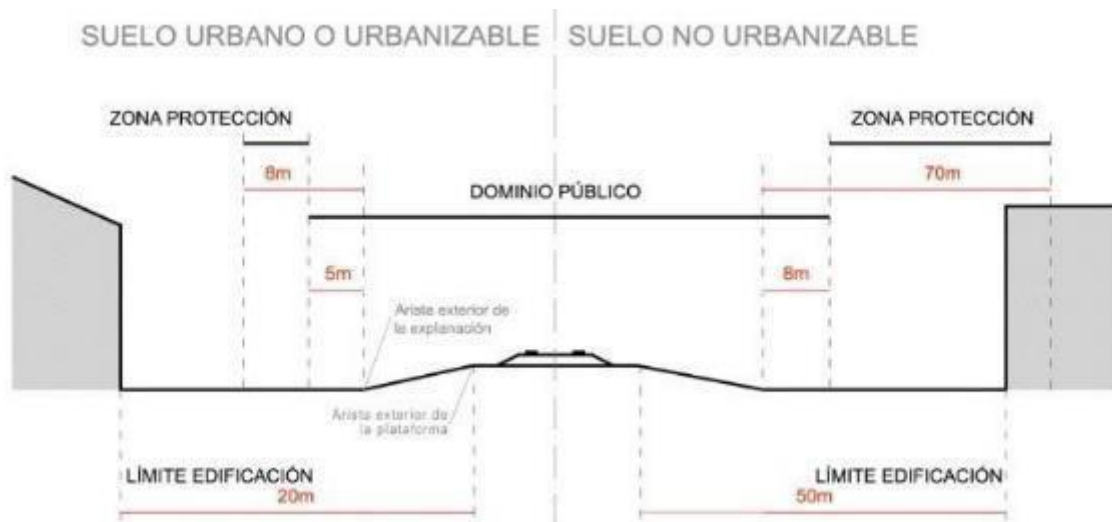 SUELO URBANO O URBANIZABLE
SUELO NO URBANIZABLE
ZONA PROTECCIÓN
ZONA PROTECCIÓN
8m
70m
DOMINIO PÚBLICO
5m
8m
Arista exterior de
la explanación
Arista exterior de
la plataforma
LÍMITE EDIFICACIÓN
LÍMITE EDIFICACIÓN
20m
50m